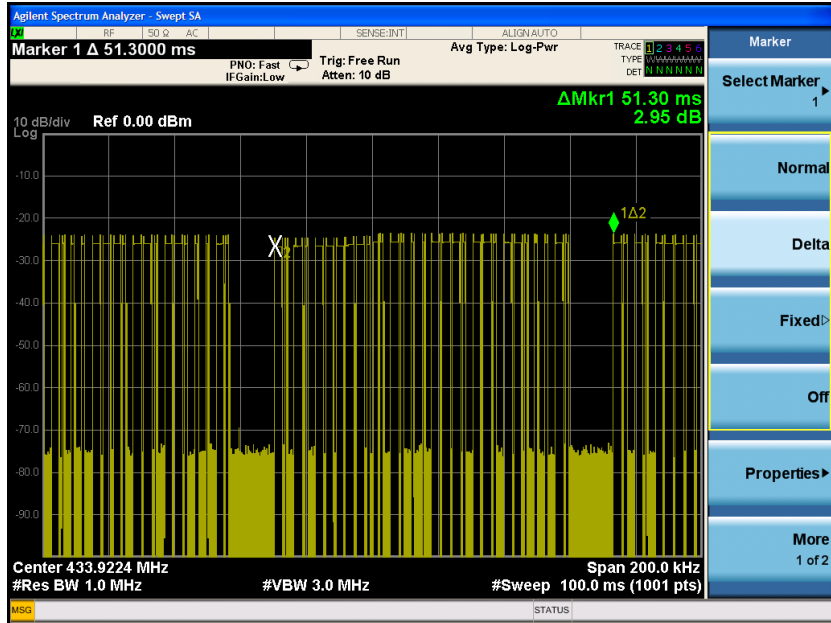 Agilent Spectrum Analyzer - Swept SA
LXI RF 50 Ω AC SENSE:INT ALIGN AUTO
Marker 1 Δ 51.3000 ms
PNO: Fast
IFGain:Low
Trig: Free Run
Atten: 10 dB
Avg Type: Log-Pwr
TRACE 1 2 3 4 5 6
TYPE
DET N N N N N N
ΔMkr1 51.30 ms
2.95 dB
10 dB/div Ref 0.00 dBm
Log
-10.0
-20.0
-30.0
-40.0
-50.0
-60.0
-70.0
-80.0
-90.0
1Δ2
2
Center 433.9224 MHz Span 200.0 kHz
#Res BW 1.0 MHz #VBW 3.0 MHz #Sweep 100.0 ms (1001 pts)
MSG STATUS
Marker
Select Marker
1
Normal
Delta
Fixed
Off
Properties
More
1 of 2